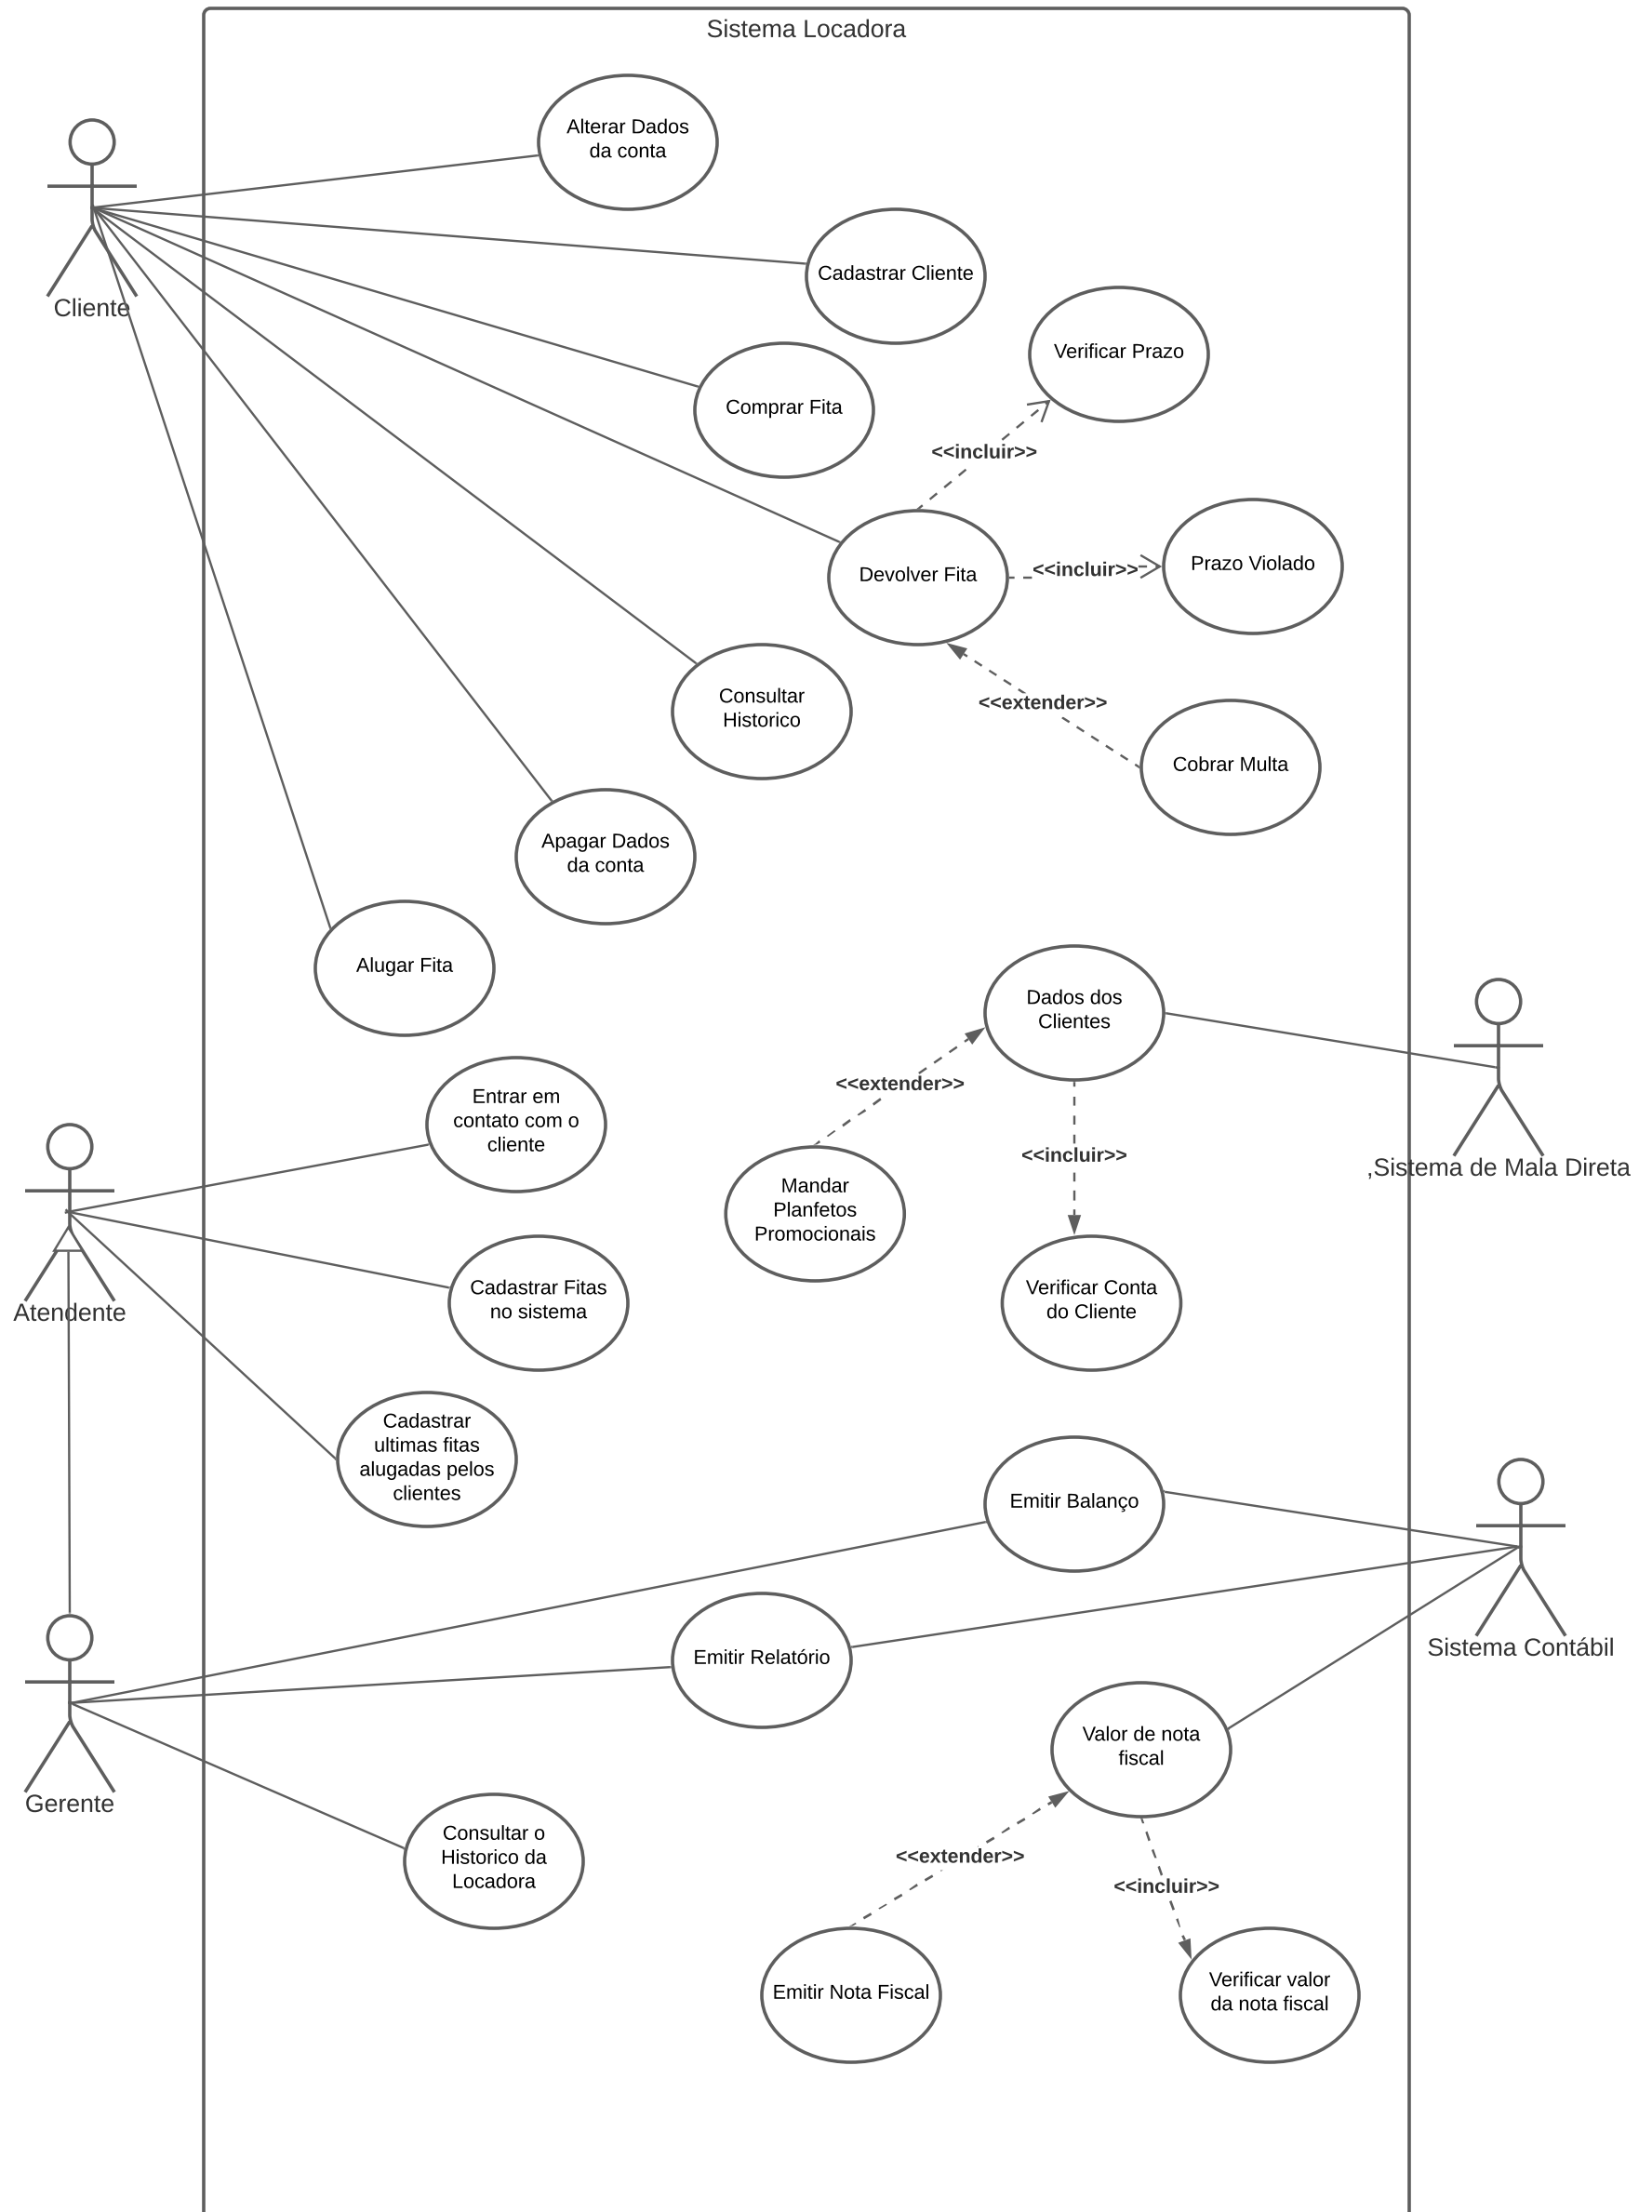 Sistema Locadora
Alterar Dados
da conta
Cadastrar Cliente
Cliente
Verificar Prazo
Comprar Fita
<<incluir>>
Devolver Fita
<<incluir>>
Prazo Violado
Consultar
Historico
<<extender>>
Cobrar Multa
Apagar Dados
da conta
Alugar Fita
Dados dos
Clientes
<<extender>>
Entrar em
contato com o
cliente
<<incluir>>
,Sistema de Mala Direta
Mandar
Planfetos
Promocionais
Atendente
Cadastrar Fitas
no sistema
Verificar Conta
do Cliente
Cadastrar
ultimas fitas
alugadas pelos
clientes
Emitir Balanço
Emitir Relatório
Sistema Contábil
Valor de nota
fiscal
Gerente
Consultar o
Historico da
Locadora
<<extender>>
<<incluir>>
Emitir Nota Fiscal
Verificar valor
da nota fiscal